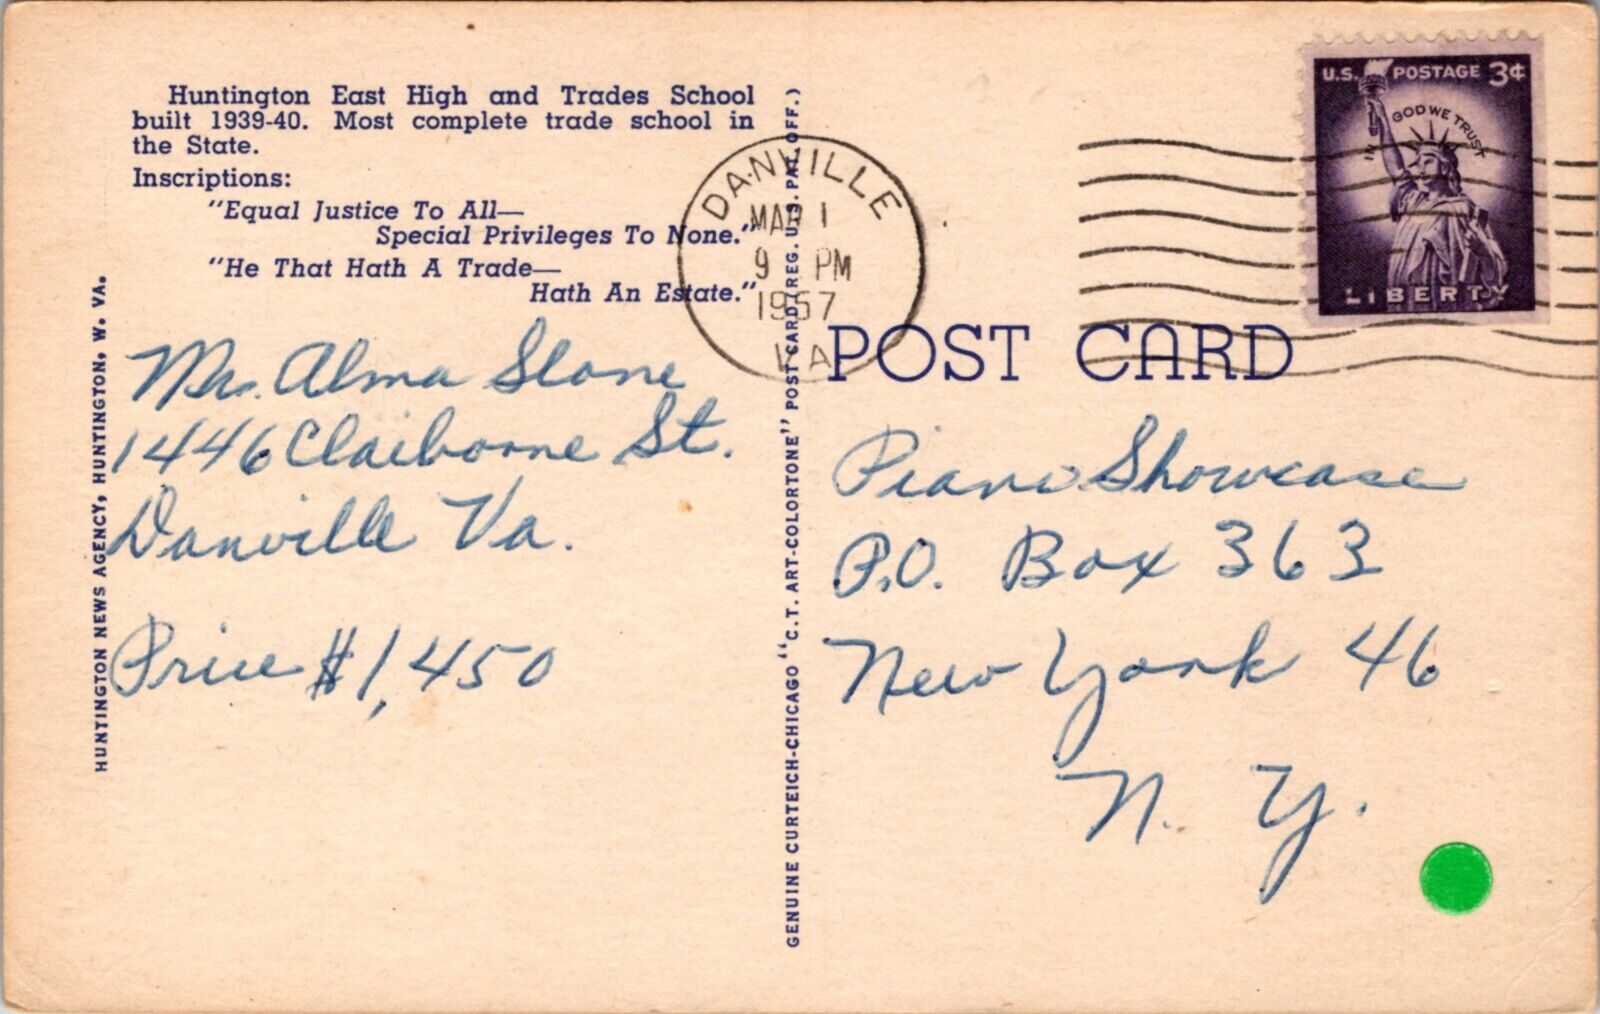 Huntington East High and Trades School
built 1939-40. Most complete trade school in
the State.
Inscriptions:
"Equal Justice To All—
Special Privileges To None."
"He That Hath A Trade—
Hath An Estate."
HUNTINGTON NEWS AGENCY, HUNTINGTON, W. VA.
Mrs. Alma Slone
1446 Claiborne St.
Danville Va.
Price $1,450
GENUINE CURTEICH-CHICAGO "C.T. ART-COLORTONE" POST CARD (REG. U.S. PAT. OFF.)
DANVILLE
MAR 1
9 PM
1957
VA
U.S. POSTAGE 3¢
IN GOD WE TRUST
LIBERTY
POST CARD
Piano Showcase
P.O. Box 363
New York 46
N. Y.